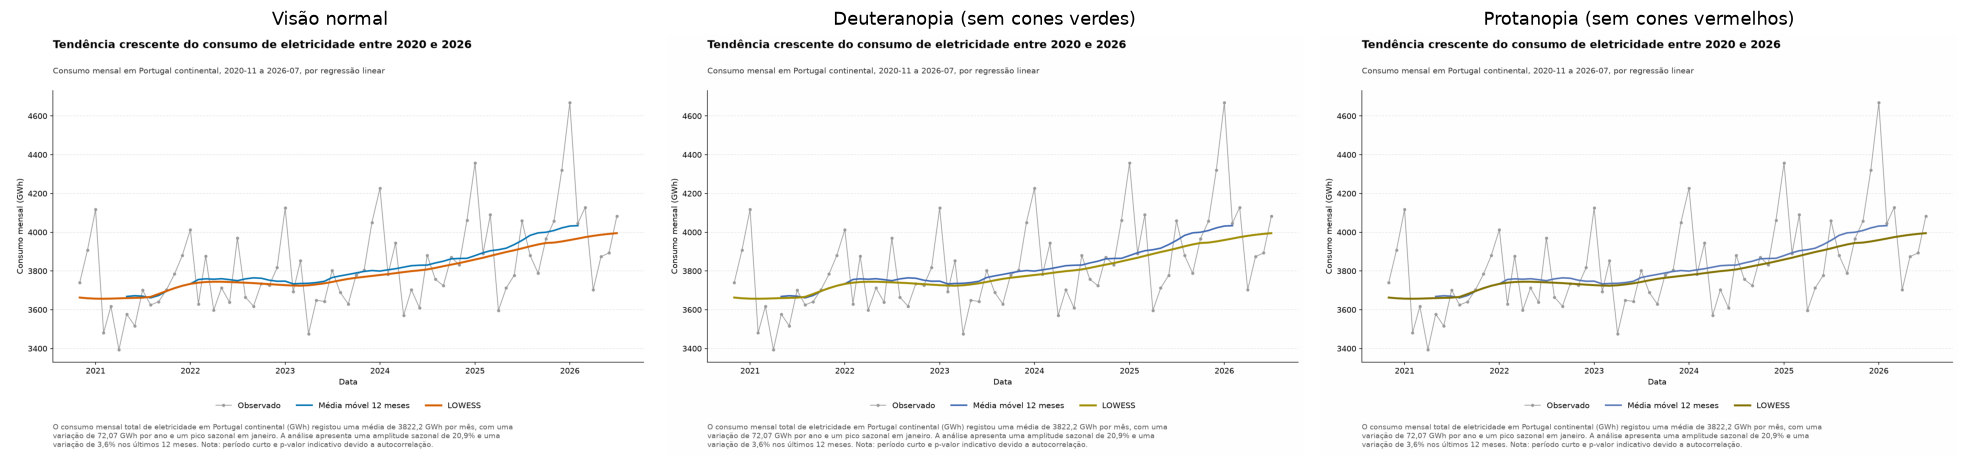 Visão normal
Tendência crescente do consumo de eletricidade entre 2020 e 2026
Consumo mensal em Portugal continental, 2020-11 a 2026-07, por regressão linear
Consumo mensal (GWh)
4600
4400
4200
4000
3800
3600
3400
2021 2022 2023 2024 2025 2026
Data
Observado Média móvel 12 meses LOWESS
O consumo mensal total de eletricidade em Portugal continental (GWh) registou uma média de 3822,2 GWh por mês, com uma
variação de 72,07 GWh por ano e um pico sazonal em janeiro. A análise apresenta uma amplitude sazonal de 20,9% e uma
variação de 3,6% nos últimos 12 meses. Nota: período curto e p-valor indicativo devido a autocorrelação.
Deuteranopia (sem cones verdes)
Tendência crescente do consumo de eletricidade entre 2020 e 2026
Consumo mensal em Portugal continental, 2020-11 a 2026-07, por regressão linear
Consumo mensal (GWh)
4600
4400
4200
4000
3800
3600
3400
2021 2022 2023 2024 2025 2026
Data
Observado Média móvel 12 meses LOWESS
O consumo mensal total de eletricidade em Portugal continental (GWh) registou uma média de 3822,2 GWh por mês, com uma
variação de 72,07 GWh por ano e um pico sazonal em janeiro. A análise apresenta uma amplitude sazonal de 20,9% e uma
variação de 3,6% nos últimos 12 meses. Nota: período curto e p-valor indicativo devido a autocorrelação.
Protanopia (sem cones vermelhos)
Tendência crescente do consumo de eletricidade entre 2020 e 2026
Consumo mensal em Portugal continental, 2020-11 a 2026-07, por regressão linear
Consumo mensal (GWh)
4600
4400
4200
4000
3800
3600
3400
2021 2022 2023 2024 2025 2026
Data
Observado Média móvel 12 meses LOWESS
O consumo mensal total de eletricidade em Portugal continental (GWh) registou uma média de 3822,2 GWh por mês, com uma
variação de 72,07 GWh por ano e um pico sazonal em janeiro. A análise apresenta uma amplitude sazonal de 20,9% e uma
variação de 3,6% nos últimos 12 meses. Nota: período curto e p-valor indicativo devido a autocorrelação.